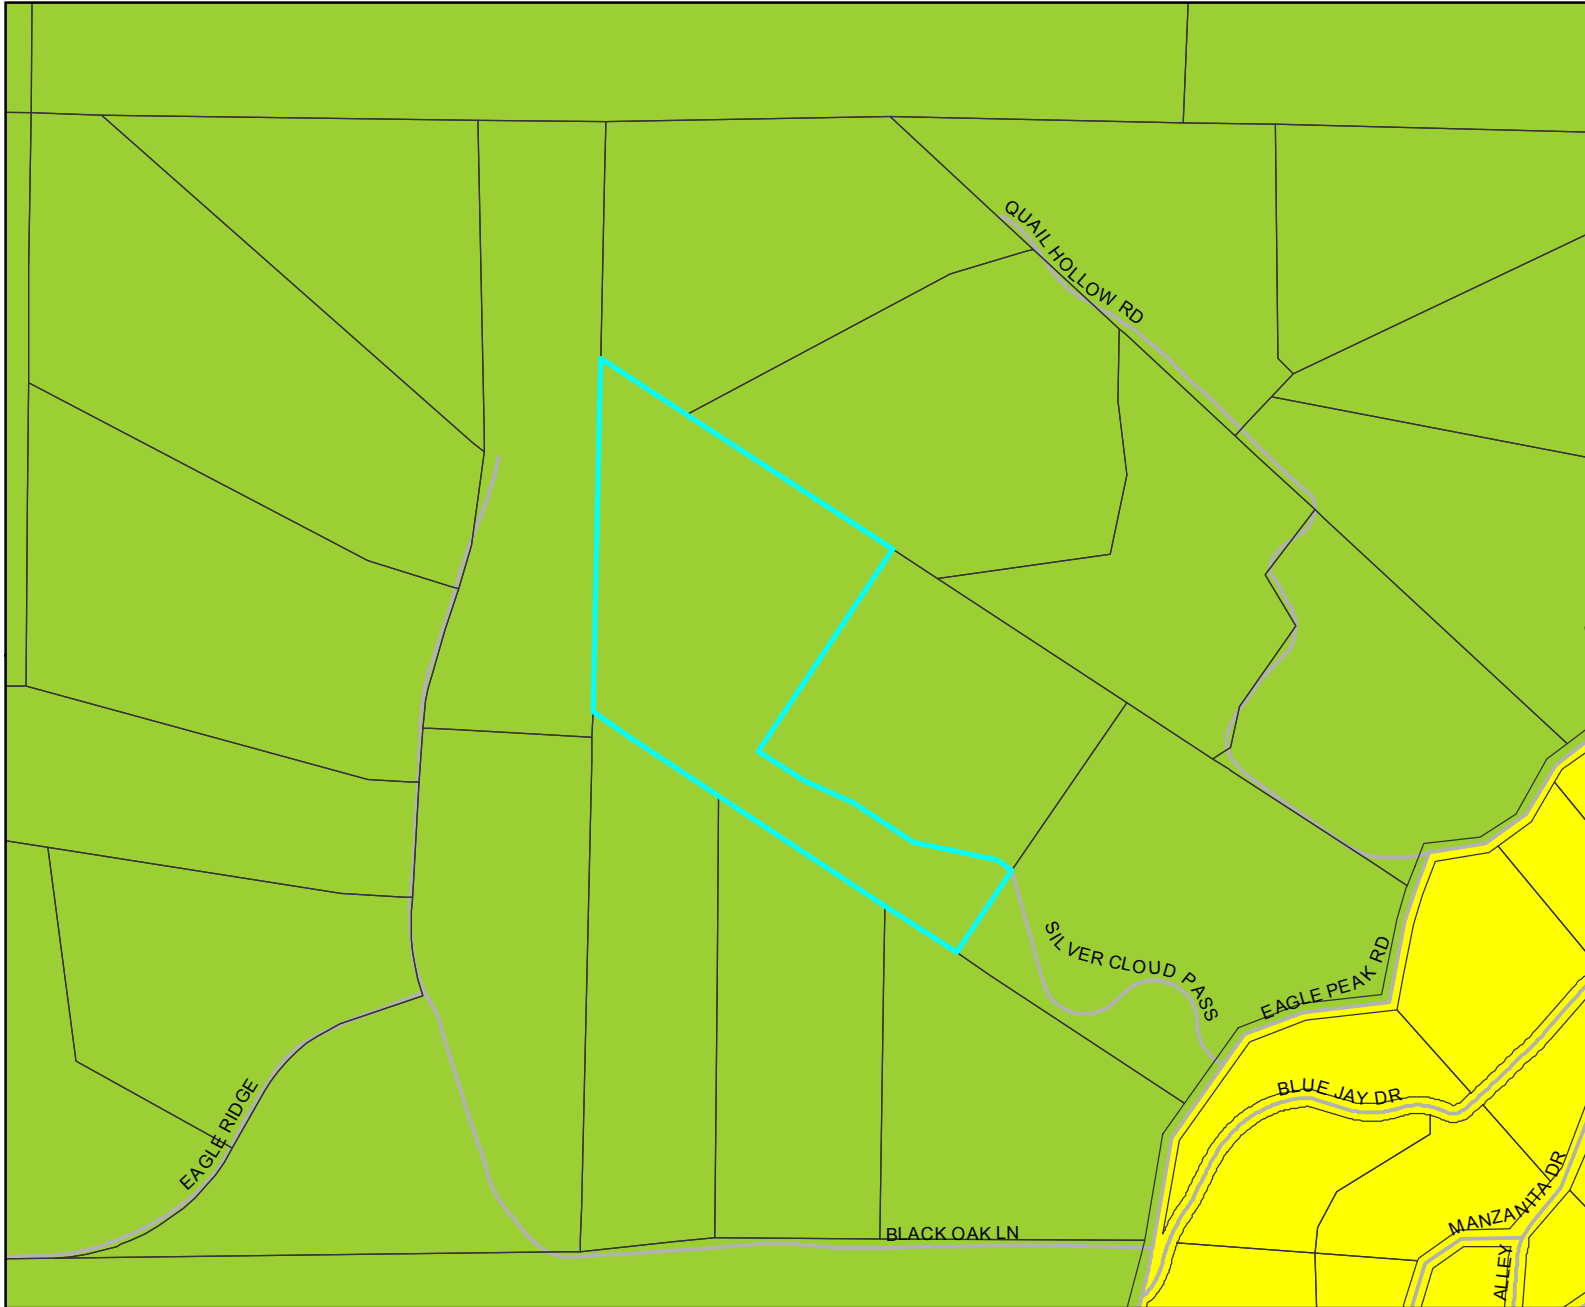 QUAIL HOLLOW RD
SILVER CLOUD PASS
EAGLE PEAK RD
EAGLE RIDGE
BLUE JAY DR
MANZANITA DR
BLACK OAK LN
ALLEY